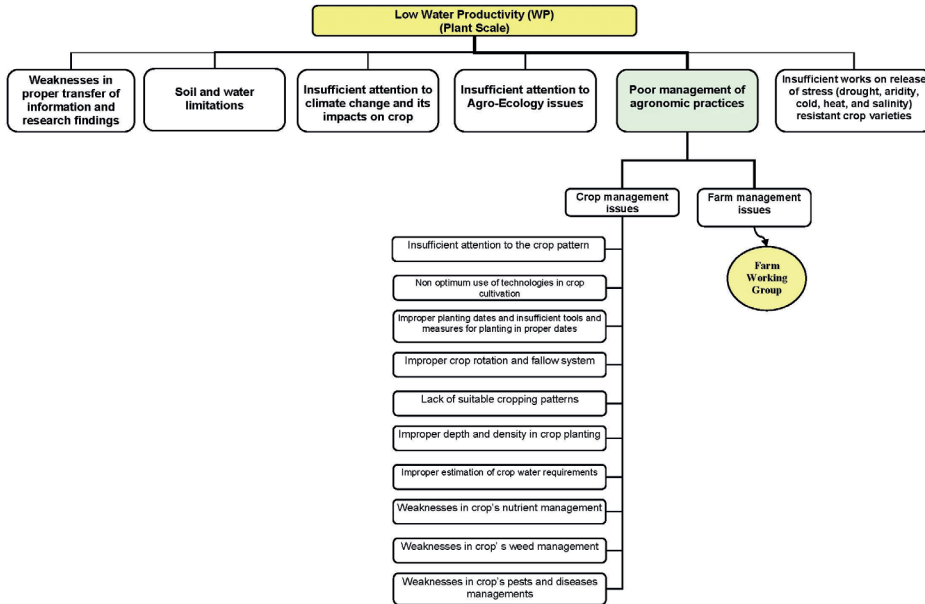 Low Water Productivity (WP)
(Plant Scale)
Weaknesses in
proper transfer of
information and
research findings
Soil and water
limitations
Insufficient attention to
climate change and its
impacts on crop
Insufficient attention to
Agro-Ecology issues
Poor management of
agronomic practices
Insufficient works on release
of stress (drought, aridity,
cold, heat, and salinity)
resistant crop varieties
Crop management
issues
Farm management
issues
Farm
Working
Group
Insufficient attention to the crop pattern
Non optimum use of technologies in crop
cultivation
Improper planting dates and insufficient tools and
measures for planting in proper dates
Improper crop rotation and fallow system
Lack of suitable cropping patterns
Improper depth and density in crop planting
Improper estimation of crop water requirements
Weaknesses in crop's nutrient management
Weaknesses in crop' s weed management
Weaknesses in crop's pests and diseases
managements